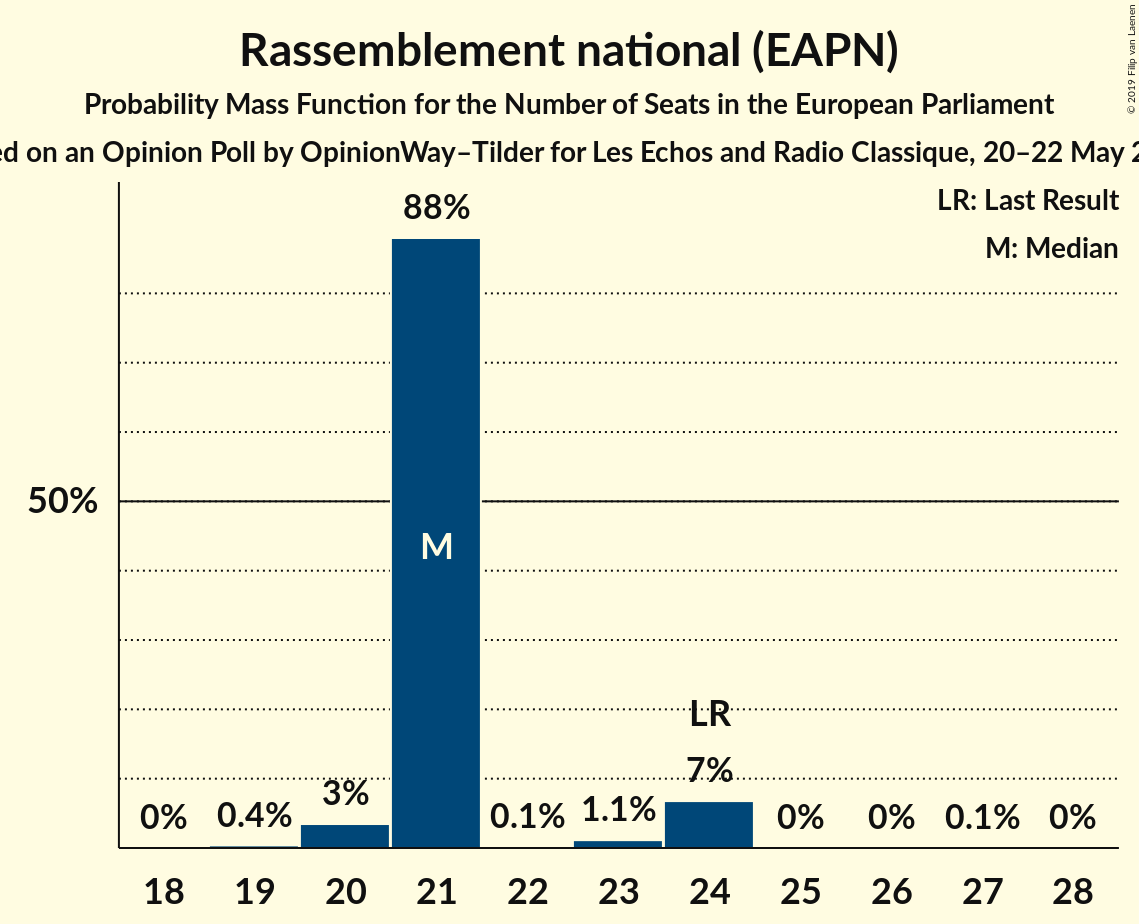 Rassemblement national (EAPN)
Probability Mass Function for the Number of Seats in the European Parliament
on an Opinion Poll by OpinionWay–Tilder for Les Echos and Radio Classique, 20–22 May
© 2019 Filip van Laenen
LR: Last Result
M: Median
88%
50%
M
LR
7%
3%
1.1%
0% 0.4% 0.1% 0% 0% 0.1% 0%
18 19 20 21 22 23 24 25 26 27 28